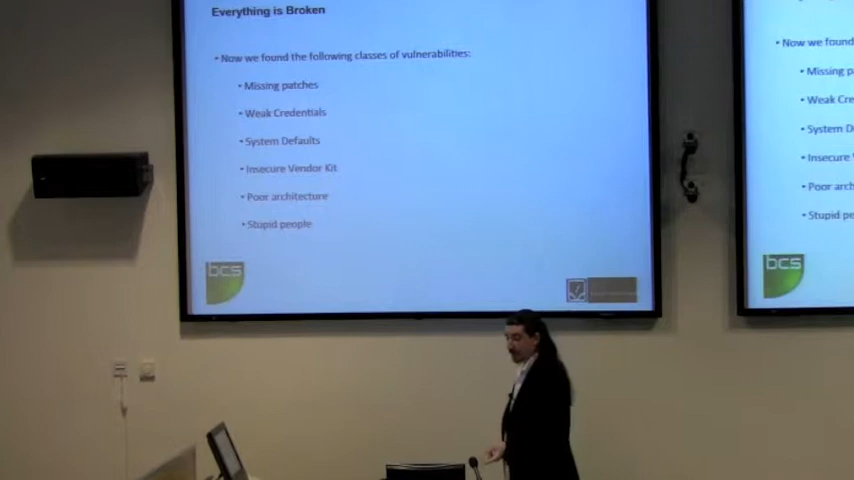 Everything is Broken
• Now we found the following classes of vulnerabilities:
• Missing patches
• Weak Credentials
• System Defaults
• Insecure Vendor Kit
• Poor architecture
• Stupid people
bcs
• Now we found
• Missing p
• Weak Cre
• System D
• Insecure
• Poor arch
• Stupid pe
bcs